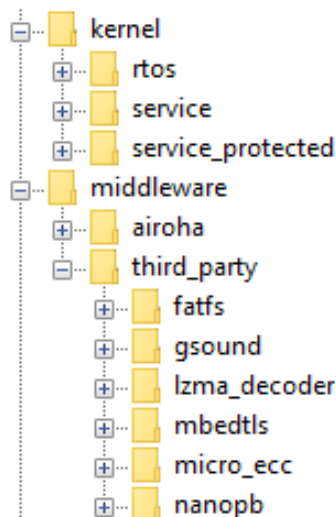 kernel
rtos
service
service_protected
middleware
airoha
third_party
fatfs
gsound
lzma_decoder
mbedtls
micro_ecc
nanopb